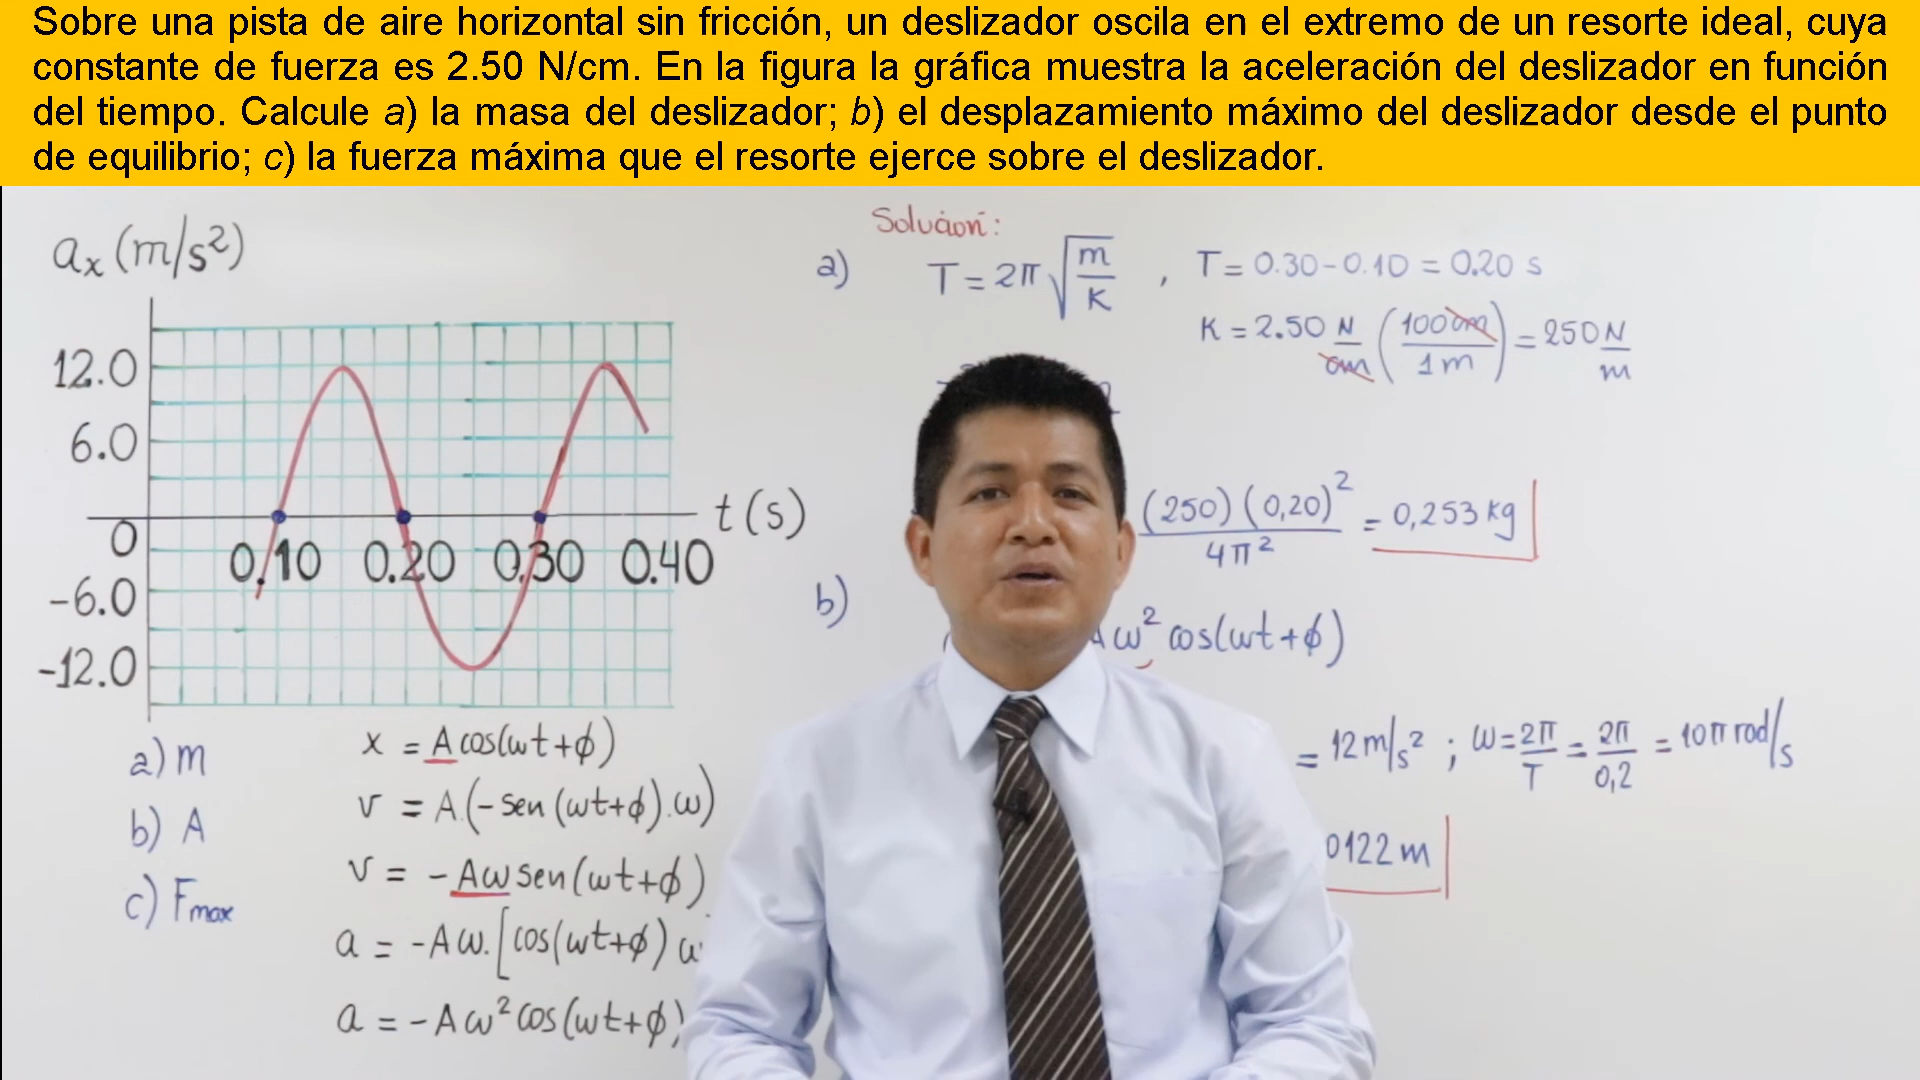 Sobre una pista de aire horizontal sin fricción, un deslizador oscila en el extremo de un resorte ideal, cuya
constante de fuerza es 2.50 N/cm. En la figura la gráfica muestra la aceleración del deslizador en función
del tiempo. Calcule a) la masa del deslizador; b) el desplazamiento máximo del deslizador desde el punto
de equilibrio; c) la fuerza máxima que el resorte ejerce sobre el deslizador.
aₓ (m/s²)
12.0
6.0
0
-6.0
-12.0
0.10 0.20 0.30 0.40
t (s)
a) m
b) A
c) Fmax
x = A cos(ωt+ϕ)
v = A.(-sen (ωt+ϕ).ω)
v = -Aω sen(ωt+ϕ)
a = -Aω.[cos(ωt+ϕ)
a = -Aω² cos(ωt+ϕ)
Solución:
a) T = 2π √(m/K) , T = 0.30-0.10 = 0.20 s
K = 2.50 N/cm (100cm/1m) = 250 N/m
(250)(0,20)²/4π² = 0,253 kg
b) Aω² cos(ωt+ϕ)
= 12 m/s² ; ω = 2π/T = 2π/0,2 = 10π rad/s
0122 m